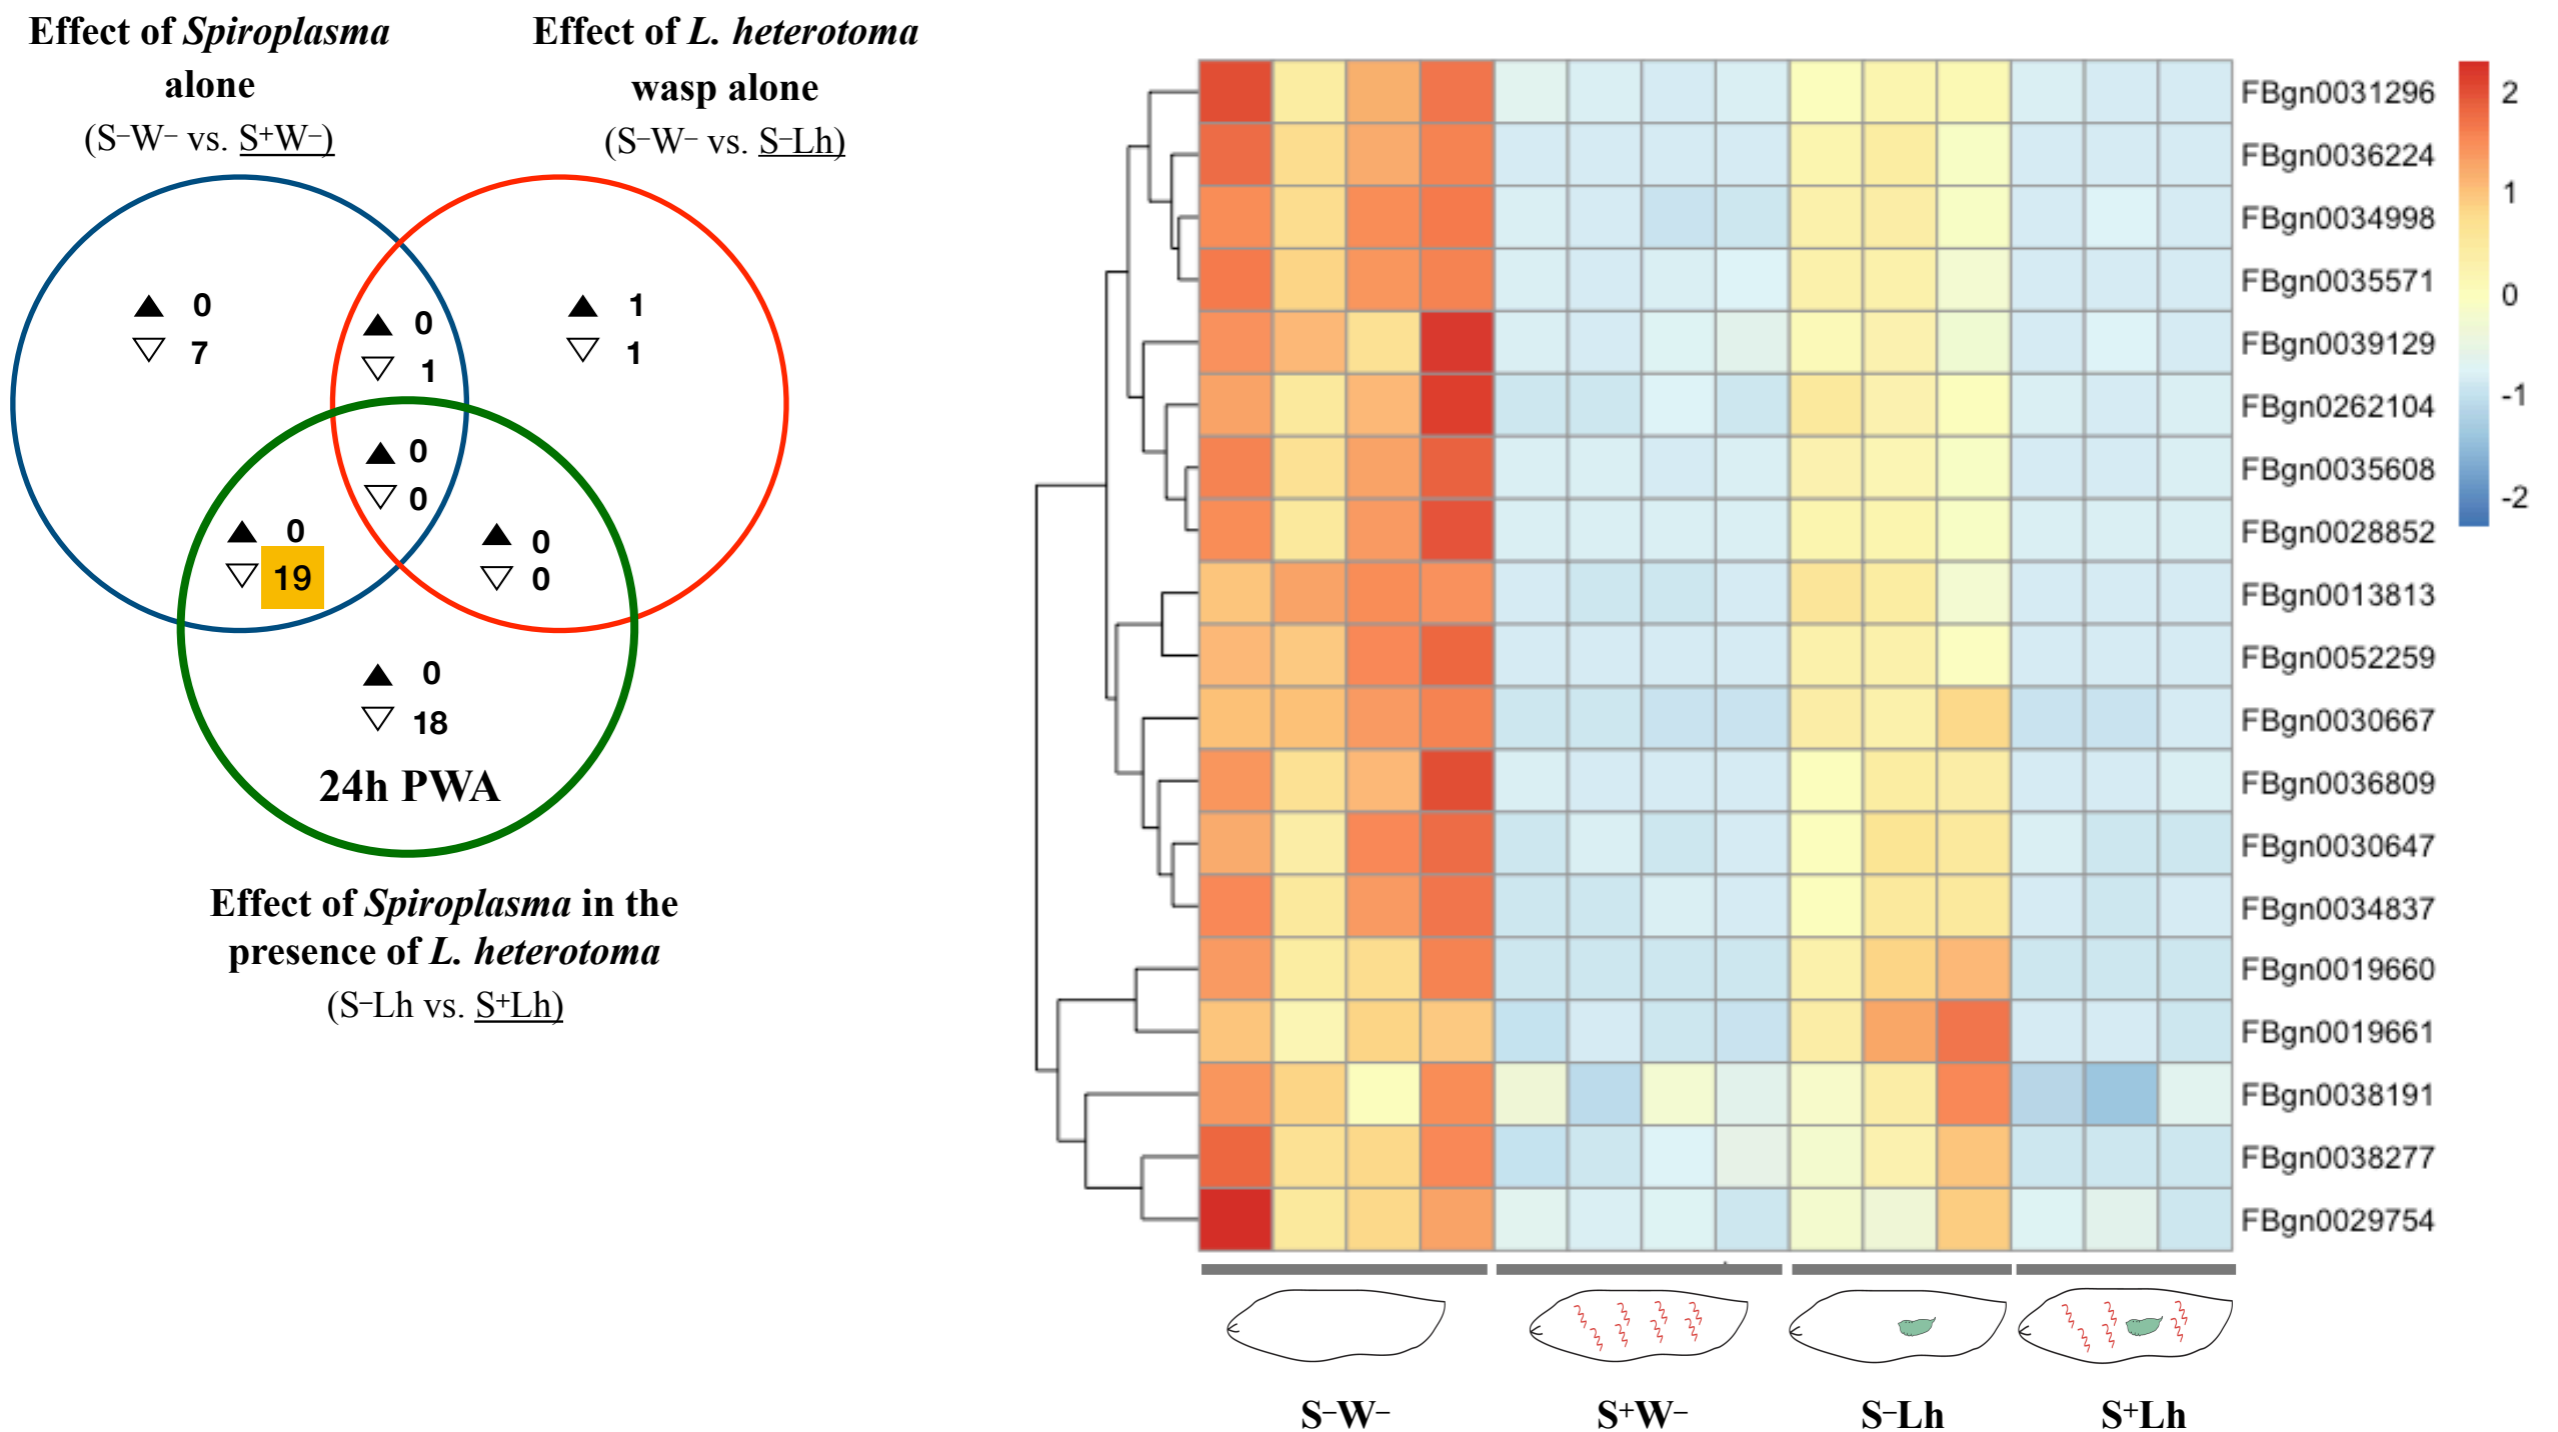 Effect of Spiroplasma
alone
(S–W– vs. S+W–)
Effect of L. heterotoma
wasp alone
(S–W– vs. S–Lh)
▲ 0
▽ 7
▲ 0
▽ 1
▲ 1
▽ 1
▲ 0
▽ 0
▲ 0
▽ 19
▲ 0
▽ 0
▲ 0
▽ 18
24h PWA
Effect of Spiroplasma in the
presence of L. heterotoma
(S–Lh vs. S+Lh)
FBgn0031296
FBgn0036224
FBgn0034998
FBgn0035571
FBgn0039129
FBgn0262104
FBgn0035608
FBgn0028852
FBgn0013813
FBgn0052259
FBgn0030667
FBgn0036809
FBgn0030647
FBgn0034837
FBgn0019660
FBgn0019661
FBgn0038191
FBgn0038277
FBgn0029754
2
1
0
-1
-2
S–W–
S+W–
S–Lh
S+Lh